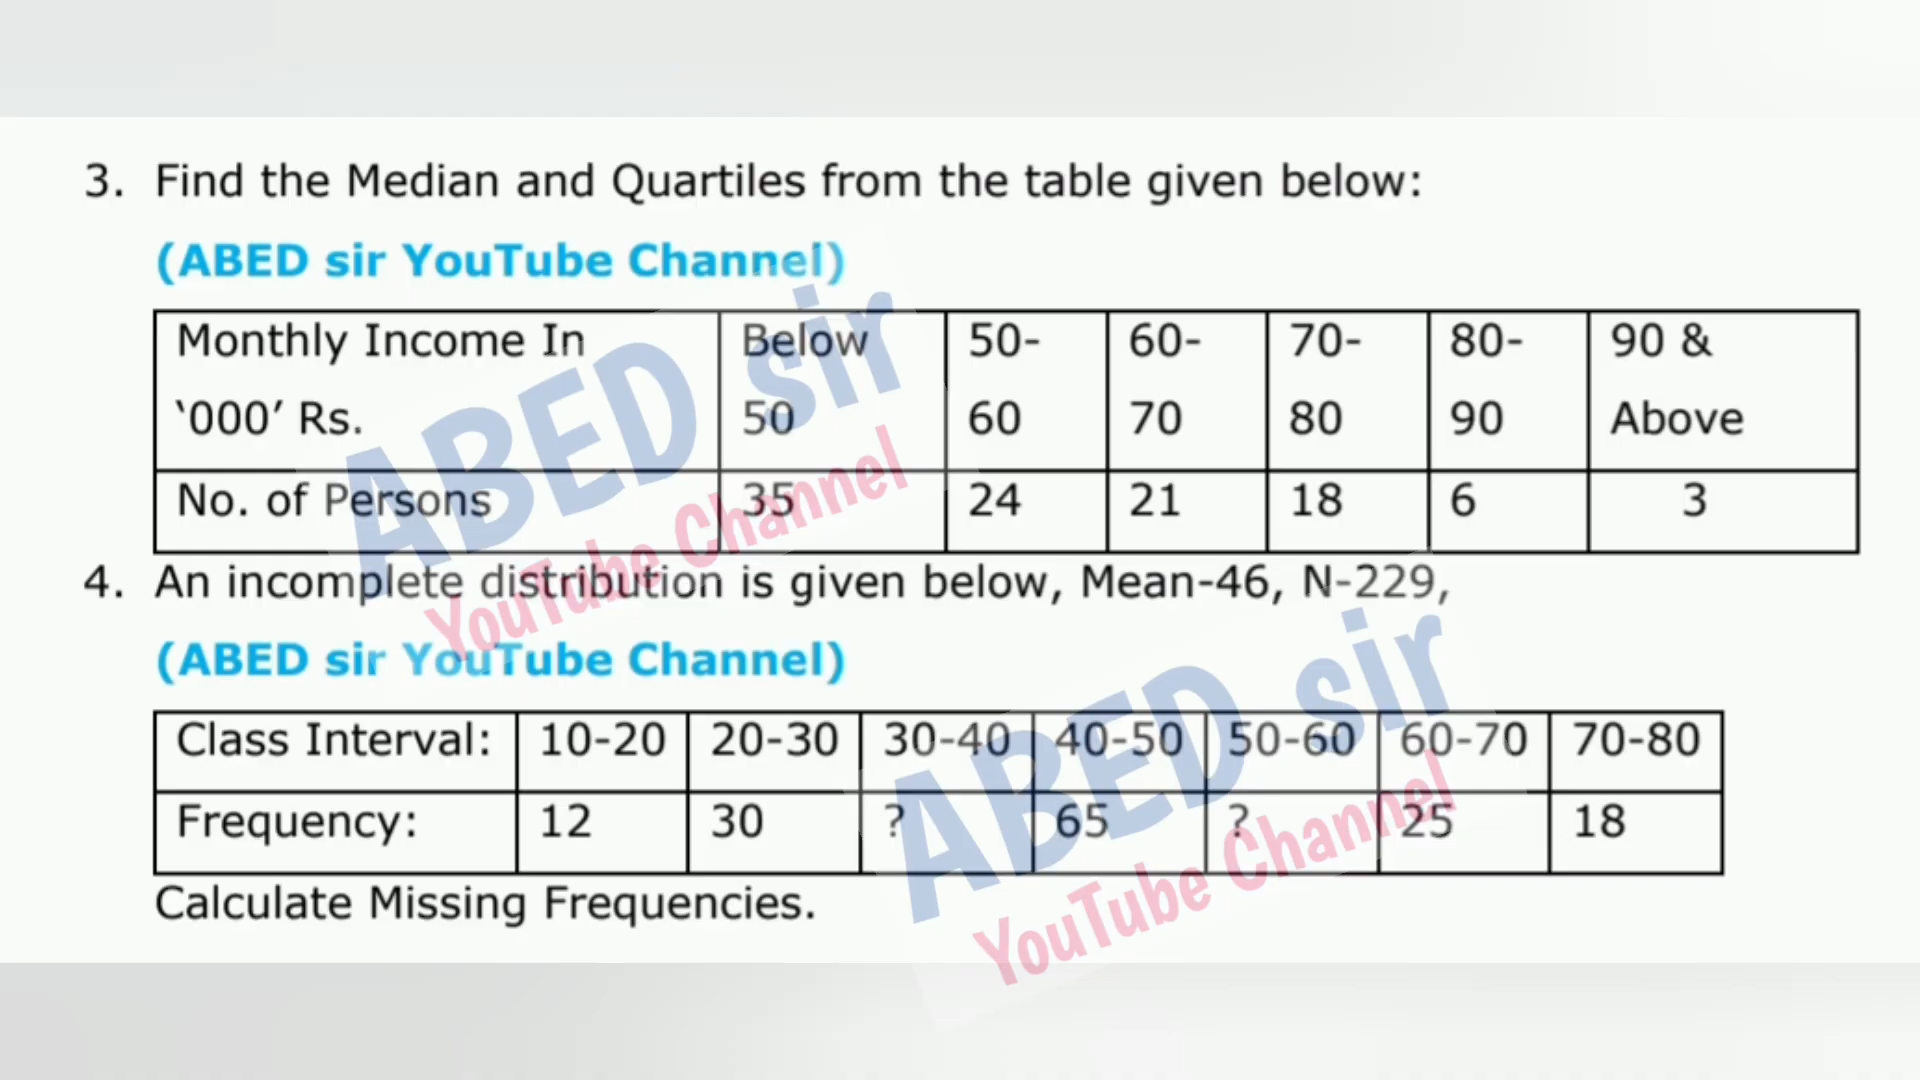 3. Find the Median and Quartiles from the table given below:
(ABED sir YouTube Channel)
Monthly Income In '000' Rs. Below 50 50-60 60-70 70-80 80-90 90 & Above
No. of Persons 35 24 21 18 6 3
4. An incomplete distribution is given below, Mean-46, N-229,
(ABED sir YouTube Channel)
Class Interval: 10-20 20-30 30-40 40-50 50-60 60-70 70-80
Frequency: 12 30 ? 65 ? 25 18
Calculate Missing Frequencies.
ABED sir
YouTube Channel
ABED sir
YouTube Channel